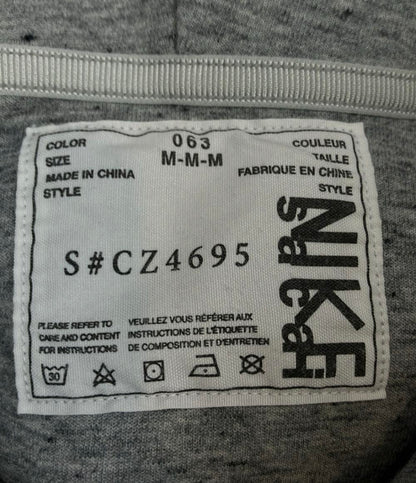 COLOR 063 COULEUR
SIZE M-M-M TAILLE
MADE IN CHINA FABRIQUE EN CHINE
STYLE STYLE
S#CZ4695
NIKE
sacai
PLEASE REFER TO
CARE AND CONTENT
FOR INSTRUCTIONS
VEUILLEZ VOUS RÉFÉRER AUX
INSTRUCTIONS DE L'ÉTIQUETTE
DE COMPOSITION ET D'ENTRETIEN
30